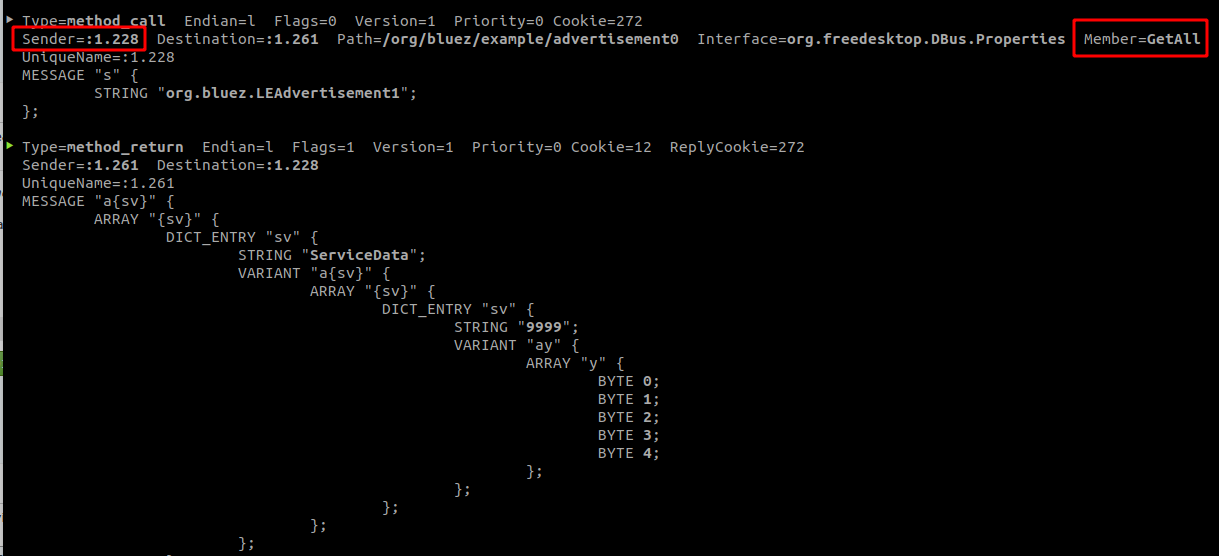 Type=method_call  Endian=l  Flags=0  Version=1  Priority=0 Cookie=272
Sender=:1.228  Destination=:1.261  Path=/org/bluez/example/advertisement0  Interface=org.freedesktop.DBus.Properties  Member=GetAll
UniqueName=:1.228
MESSAGE "s" {
        STRING "org.bluez.LEAdvertisement1";
};
Type=method_return  Endian=l  Flags=1  Version=1  Priority=0 Cookie=12  ReplyCookie=272
Sender=:1.261  Destination=:1.228
UniqueName=:1.261
MESSAGE "a{sv}" {
        ARRAY "{sv}" {
                DICT_ENTRY "sv" {
                        STRING "ServiceData";
                        VARIANT "a{sv}" {
                                ARRAY "{sv}" {
                                        DICT_ENTRY "sv" {
                                                STRING "9999";
                                                VARIANT "ay" {
                                                        ARRAY "y" {
                                                                BYTE 0;
                                                                BYTE 1;
                                                                BYTE 2;
                                                                BYTE 3;
                                                                BYTE 4;
                                                        };
                                                };
                                        };
                                };
                        };